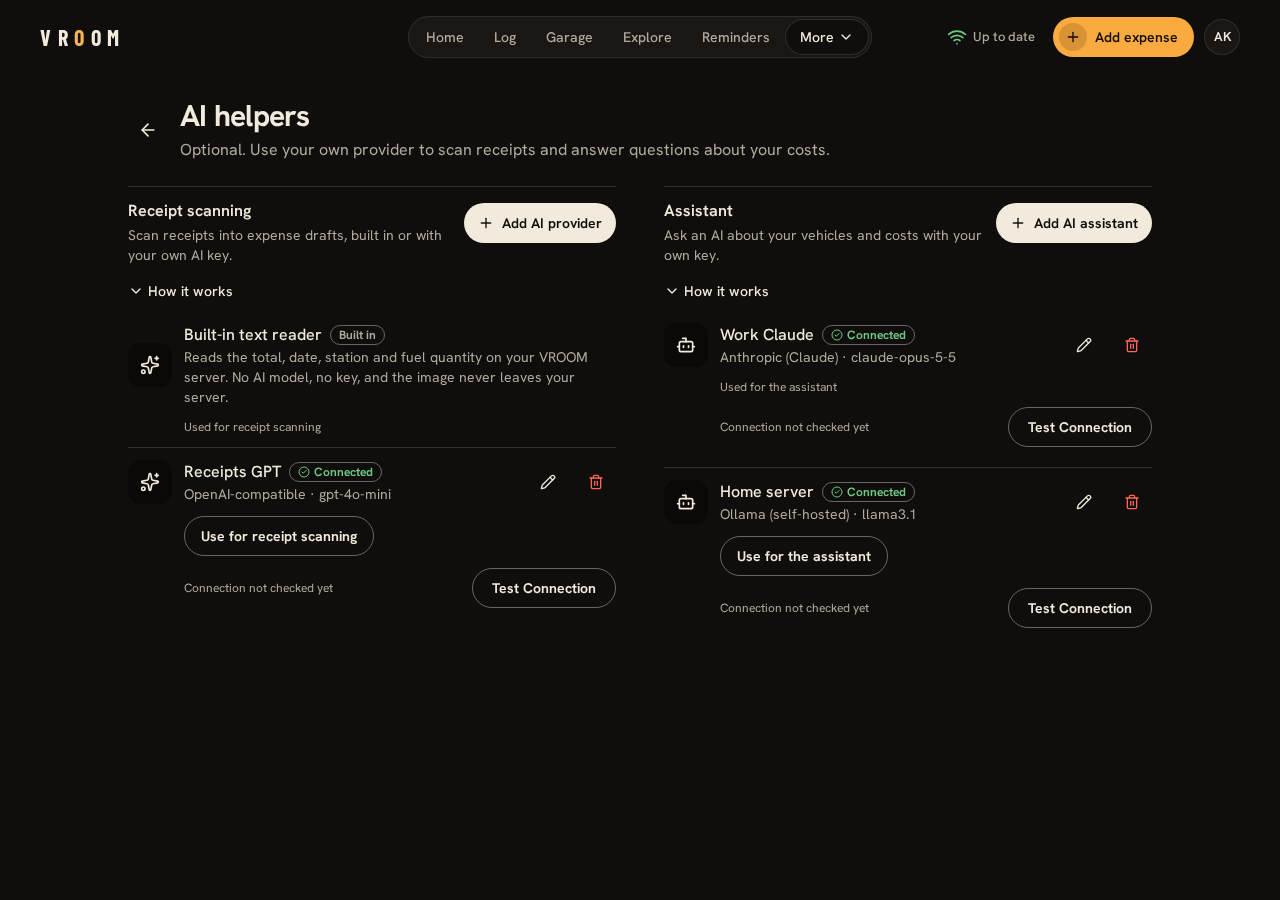 VROOM
Home
Log
Garage
Explore
Reminders
More
Up to date
Add expense
AK
AI helpers
Optional. Use your own provider to scan receipts and answer questions about your costs.
Receipt scanning
Scan receipts into expense drafts, built in or with
your own AI key.
Add AI provider
How it works
Built-in text reader
Built in
Reads the total, date, station and fuel quantity on your VROOM
server. No AI model, no key, and the image never leaves your
server.
Used for receipt scanning
Receipts GPT
Connected
OpenAI-compatible · gpt-4o-mini
Use for receipt scanning
Connection not checked yet
Test Connection
Assistant
Ask an AI about your vehicles and costs with your
own key.
Add AI assistant
How it works
Work Claude
Connected
Anthropic (Claude) · claude-opus-5-5
Used for the assistant
Connection not checked yet
Test Connection
Home server
Connected
Ollama (self-hosted) · llama3.1
Use for the assistant
Connection not checked yet
Test Connection